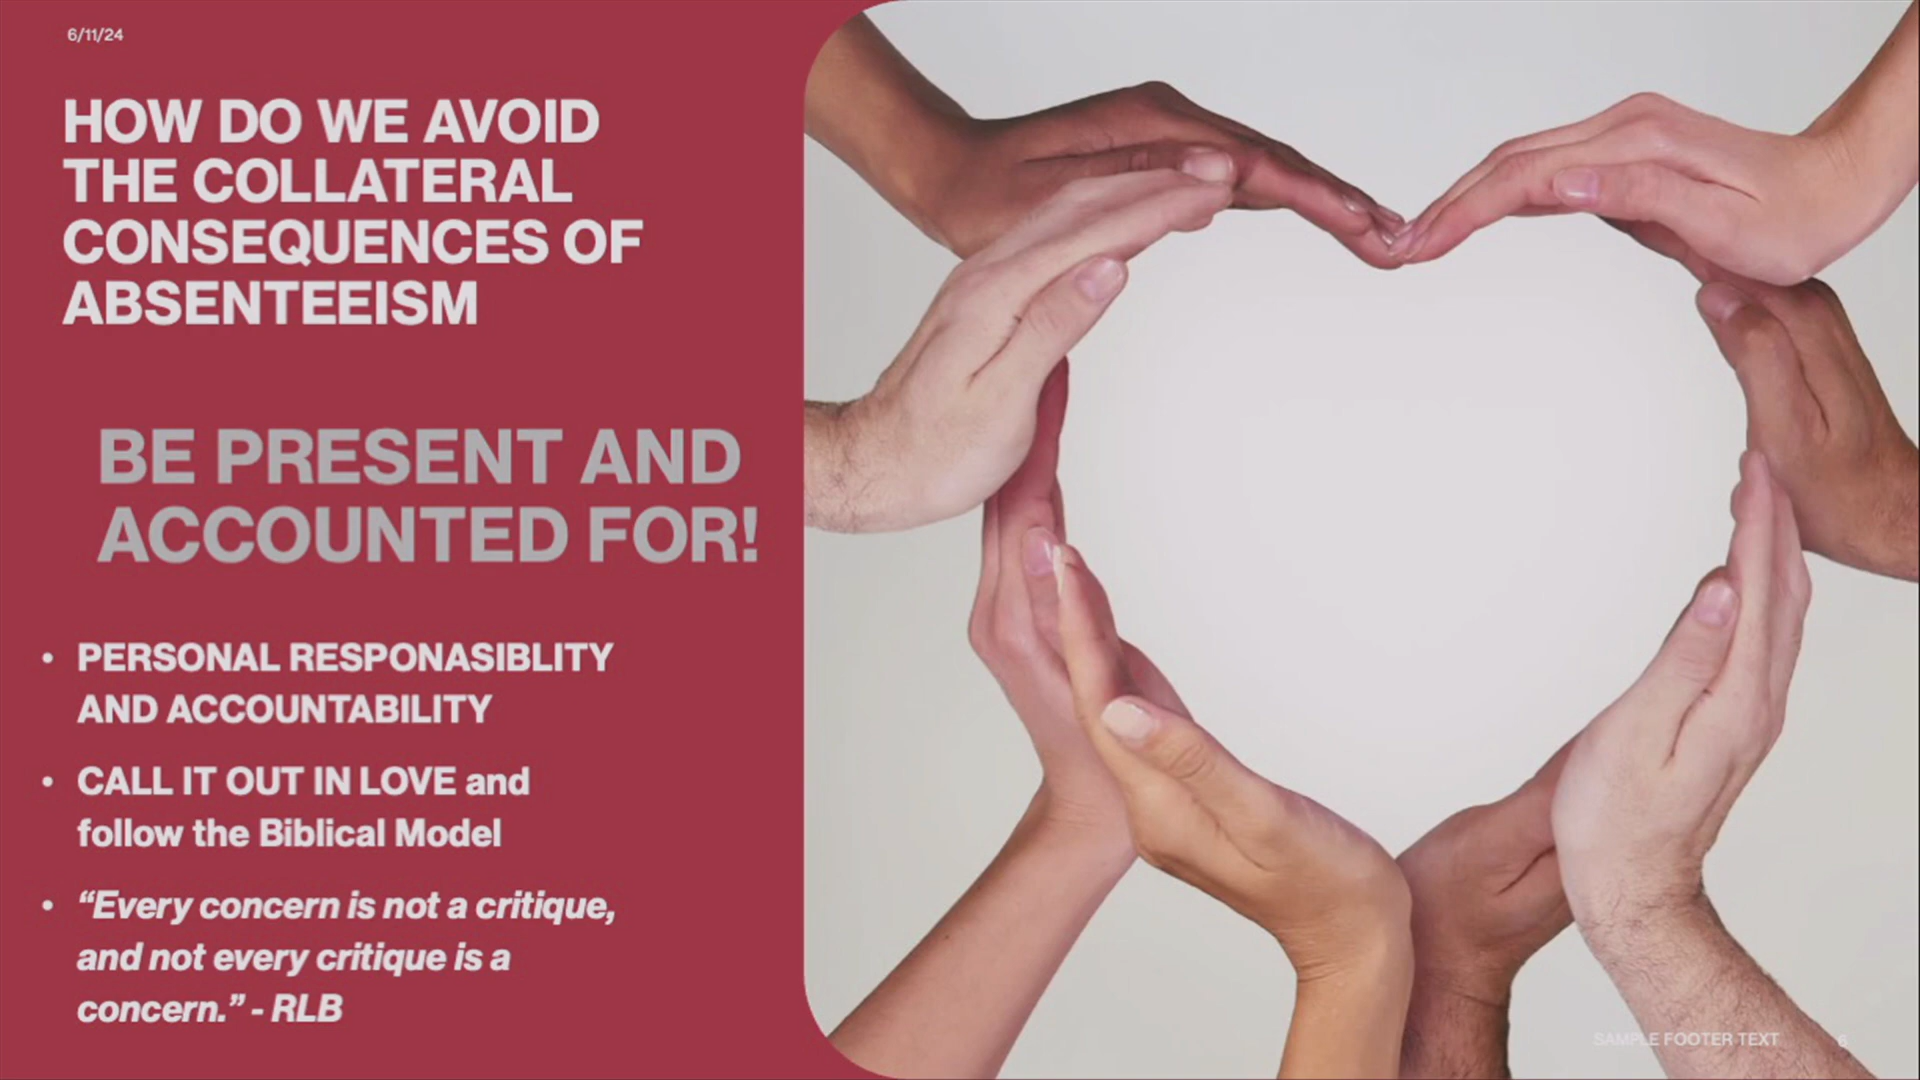 6/11/24
HOW DO WE AVOID
THE COLLATERAL
CONSEQUENCES OF
ABSENTEEISM
BE PRESENT AND
ACCOUNTED FOR!
• PERSONAL RESPONASIBLITY
AND ACCOUNTABILITY
• CALL IT OUT IN LOVE and
follow the Biblical Model
• “Every concern is not a critique,
and not every critique is a
concern.” - RLB
SAMPLE FOOTER TEXT
6